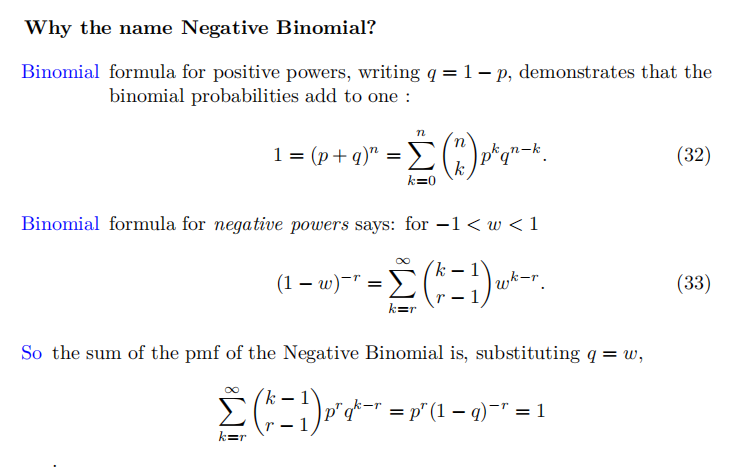 Why the name Negative Binomial?
Binomial formula for positive powers, writing q = 1 − p, demonstrates that the
binomial probabilities add to one :
1 = (p + q)^n = \sum_{k=0}^{n} \binom{n}{k} p^k q^{n−k}. (32)
Binomial formula for negative powers says: for −1 < w < 1
(1 − w)^{−r} = \sum_{k=r}^{∞} \binom{k − 1}{r − 1} w^{k−r}. (33)
So the sum of the pmf of the Negative Binomial is, substituting q = w,
\sum_{k=r}^{∞} \binom{k − 1}{r − 1} p^r q^{k−r} = p^r (1 − q)^{−r} = 1
.